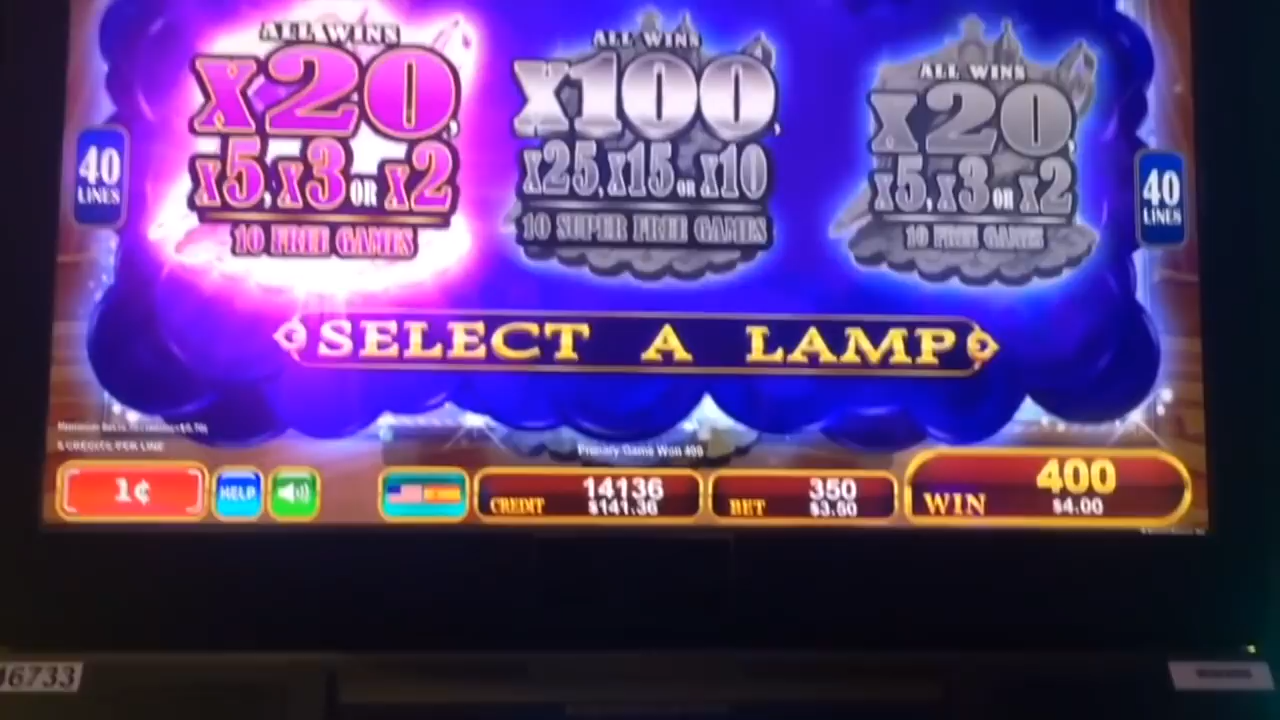 ALL WINS
X20,
X5, X3 OR X2
10 FREE GAMES
ALL WINS
X100,
X25, X15 OR X10
10 SUPER FREE GAMES
ALL WINS
X20,
X5, X3 OR X2
10 FREE GAMES
40
LINES
40
LINES
SELECT A LAMP
5 CREDITS PER LINE
Primary Game Won 400
1¢
HELP
CREDIT
14136
$141.36
BET
350
$3.50
WIN
400
$4.00
46733